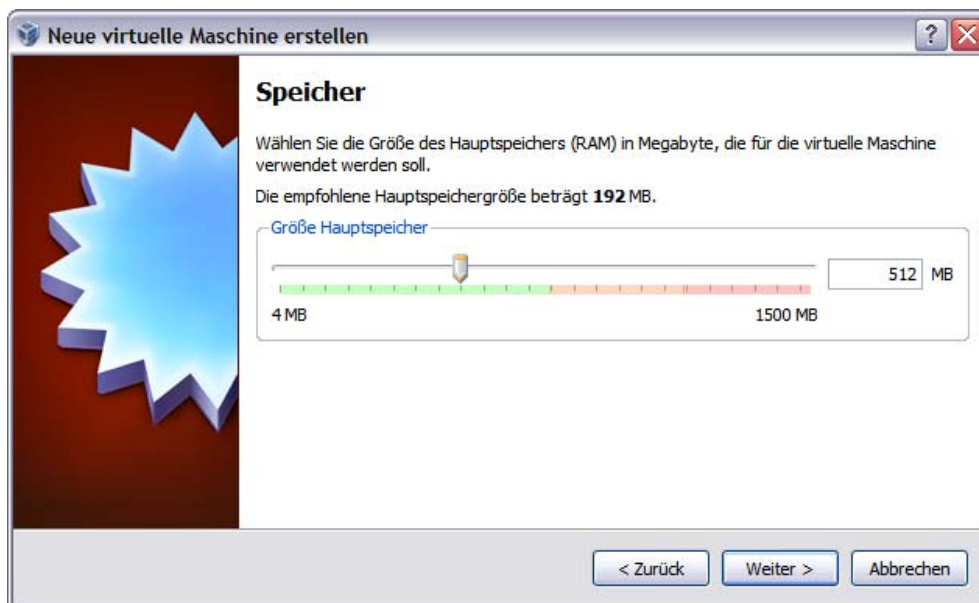 Neue virtuelle Maschine erstellen
Speicher
Wählen Sie die Größe des Hauptspeichers (RAM) in Megabyte, die für die virtuelle Maschine
verwendet werden soll.
Die empfohlene Hauptspeichergröße beträgt 192 MB.
Größe Hauptspeicher
512 MB
4 MB 1500 MB
< Zurück Weiter > Abbrechen